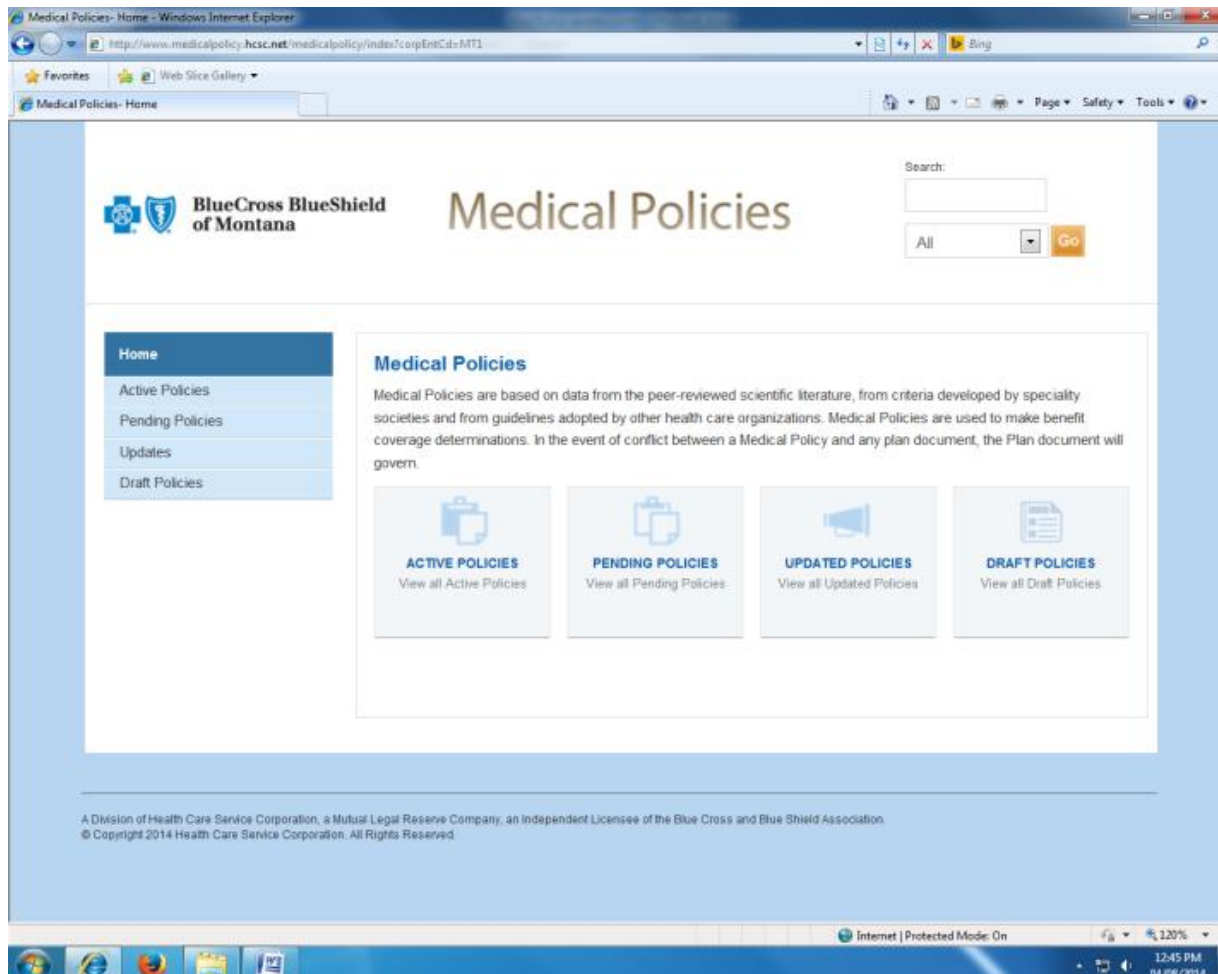 Medical Policies- Home - Windows Internet Explorer
http://www.medicalpolicy.hcsc.net/medicalpolicy/index?corpEntCd=MT1
Bing
Favorites
Web Slice Gallery
Medical Policies- Home
Page
Safety
Tools
BlueCross BlueShield
of Montana
Medical Policies
Search:
All
Go
Home
Active Policies
Pending Policies
Updates
Draft Policies
Medical Policies
Medical Policies are based on data from the peer-reviewed scientific literature, from criteria developed by speciality
societies and from guidelines adopted by other health care organizations. Medical Policies are used to make benefit
coverage determinations. In the event of conflict between a Medical Policy and any plan document, the Plan document will
govern.
ACTIVE POLICIES
View all Active Policies
PENDING POLICIES
View all Pending Policies
UPDATED POLICIES
View all Updated Policies
DRAFT POLICIES
View all Draft Policies
A Division of Health Care Service Corporation, a Mutual Legal Reserve Company, an Independent Licensee of the Blue Cross and Blue Shield Association.
© Copyright 2014 Health Care Service Corporation. All Rights Reserved.
Internet | Protected Mode: On
120%
12:45 PM
04/08/2014